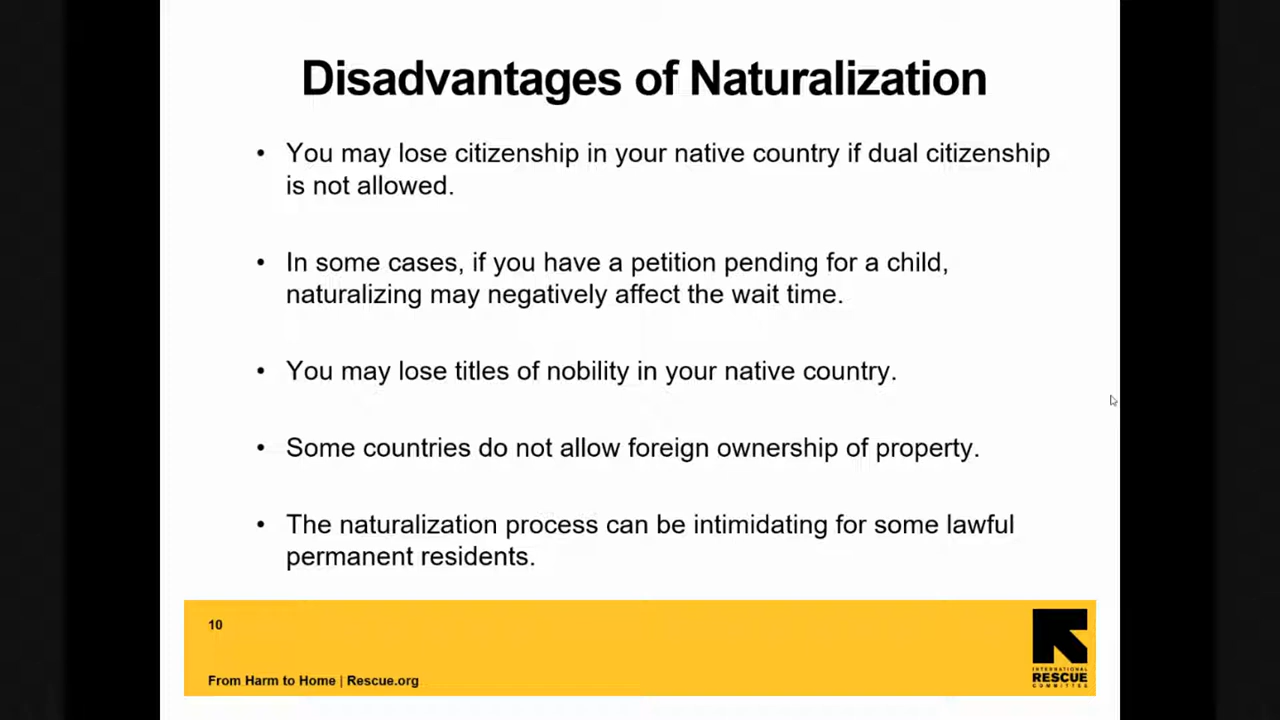 Disadvantages of Naturalization
• You may lose citizenship in your native country if dual citizenship
is not allowed.
• In some cases, if you have a petition pending for a child,
naturalizing may negatively affect the wait time.
• You may lose titles of nobility in your native country.
• Some countries do not allow foreign ownership of property.
• The naturalization process can be intimidating for some lawful
permanent residents.
10
From Harm to Home | Rescue.org
INTERNATIONAL
RESCUE
COMMITTEE